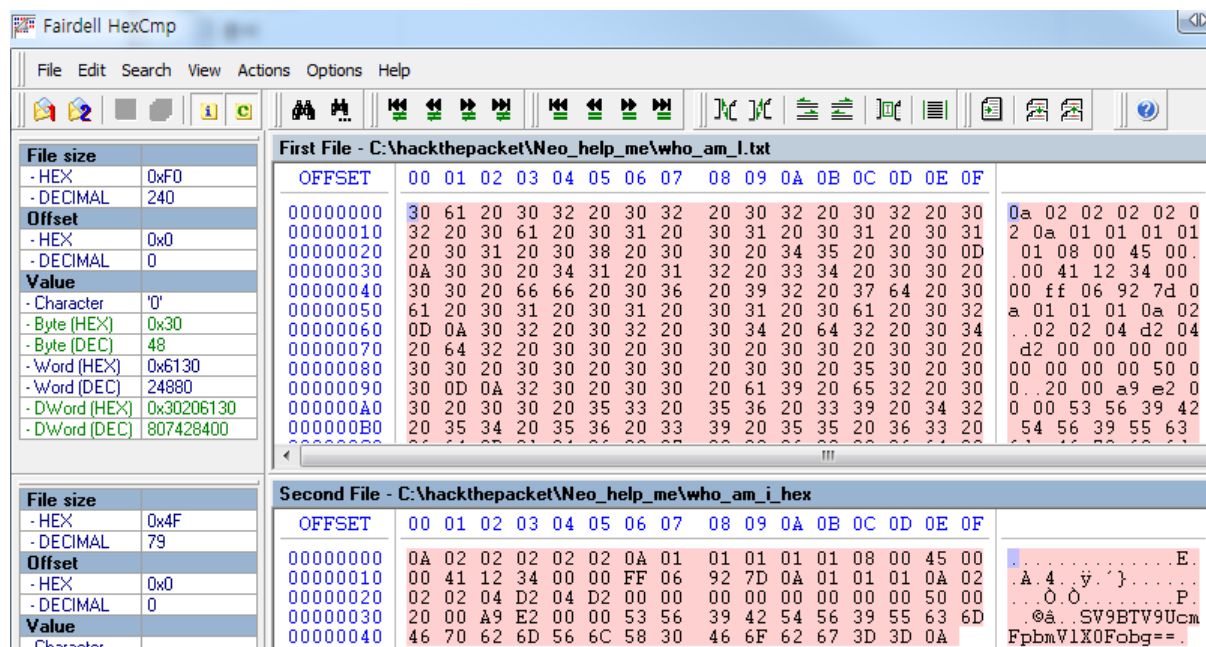 Fairdell HexCmp
File Edit Search View Actions Options Help
File size
- HEX 0xF0
- DECIMAL 240
Offset
- HEX 0x0
- DECIMAL 0
Value
- Character '0'
- Byte (HEX) 0x30
- Byte (DEC) 48
- Word (HEX) 0x6130
- Word (DEC) 24880
- DWord (HEX) 0x30206130
- DWord (DEC) 807428400
First File - C:\hackthepacket\Neo_help_me\who_am_I.txt
OFFSET 00 01 02 03 04 05 06 07 08 09 0A 0B 0C 0D 0E 0F
00000000 30 61 20 30 32 20 30 32 20 30 32 20 30 32 20 30 0a 02 02 02 02 0
00000010 32 20 30 61 20 30 31 20 30 31 20 30 31 20 30 31 2 0a 01 01 01 01
00000020 20 30 31 20 30 38 20 30 30 20 34 35 20 30 30 0D 01 08 00 45 00.
00000030 0A 30 30 20 34 31 20 31 32 20 33 34 20 30 30 20 .00 41 12 34 00
00000040 30 30 20 66 66 20 30 36 20 39 32 20 37 64 20 30 00 ff 06 92 7d 0
00000050 61 20 30 31 20 30 31 20 30 31 20 30 61 20 30 32 a 01 01 01 0a 02
00000060 0D 0A 30 32 20 30 32 20 30 34 20 64 32 20 30 34 ..02 02 04 d2 04
00000070 20 64 32 20 30 30 20 30 30 20 30 30 20 30 30 20 d2 00 00 00 00
00000080 30 30 20 30 30 20 30 30 20 30 30 20 35 30 20 30 00 00 00 00 50 0
00000090 30 0D 0A 32 30 20 30 30 20 61 39 20 65 32 20 30 0..20 00 a9 e2 0
000000A0 30 20 30 30 20 35 33 20 35 36 20 33 39 20 34 32 0 00 53 56 39 42
000000B0 20 35 34 20 35 36 20 33 39 20 35 35 20 36 33 20 54 56 39 55 63
File size
- HEX 0x4F
- DECIMAL 79
Offset
- HEX 0x0
- DECIMAL 0
Value
Second File - C:\hackthepacket\Neo_help_me\who_am_i_hex
OFFSET 00 01 02 03 04 05 06 07 08 09 0A 0B 0C 0D 0E 0F
00000000 0A 02 02 02 02 02 0A 01 01 01 01 01 08 00 45 00 ..............E.
00000010 00 41 12 34 00 00 FF 06 92 7D 0A 01 01 01 0A 02 .A.4..ÿ.´}......
00000020 02 02 04 D2 04 D2 00 00 00 00 00 00 00 00 50 00 ...Ò.Ò........P.
00000030 20 00 A9 E2 00 00 53 56 39 42 54 56 39 55 63 6D .©â..SV9BTV9Ucm
00000040 46 70 62 6D 56 6C 58 30 46 6F 62 67 3D 3D 0A FpbmVlX0Fobg==.